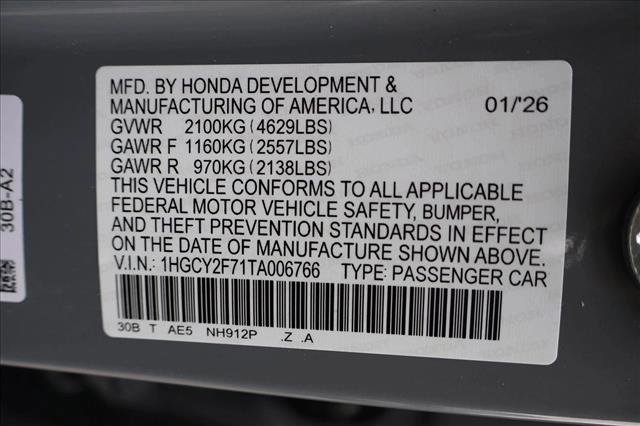 MFD. BY HONDA DEVELOPMENT &
MANUFACTURING OF AMERICA, LLC 01/'26
GVWR 2100KG (4629LBS)
GAWR F 1160KG (2557LBS)
GAWR R 970KG (2138LBS)
THIS VEHICLE CONFORMS TO ALL APPLICABLE
FEDERAL MOTOR VEHICLE SAFETY, BUMPER,
AND THEFT PREVENTION STANDARDS IN EFFECT
ON THE DATE OF MANUFACTURE SHOWN ABOVE.
V.I.N.: 1HGCY2F71TA006766 TYPE: PASSENGER CAR
30B T AE5 NH912P .Z .A
30B-A2